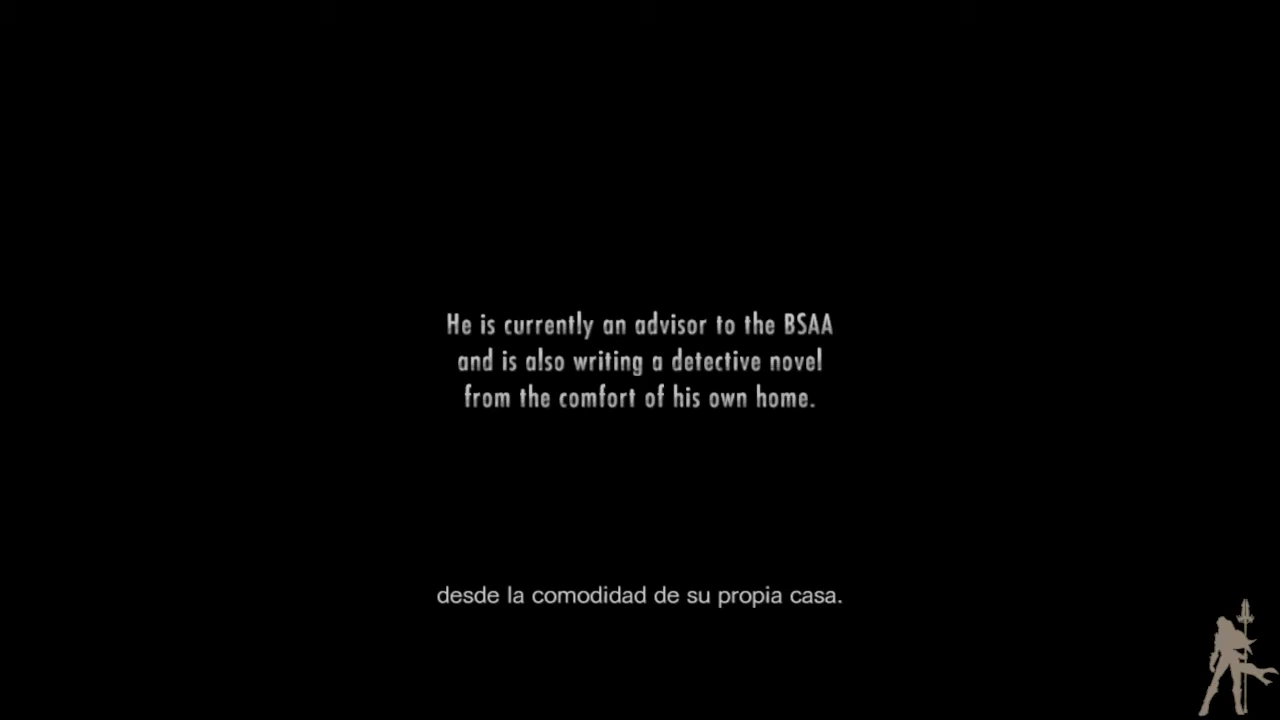 He is currently an advisor to the BSAA
and is also writing a detective novel
from the comfort of his own home.
desde la comodidad de su propia casa.